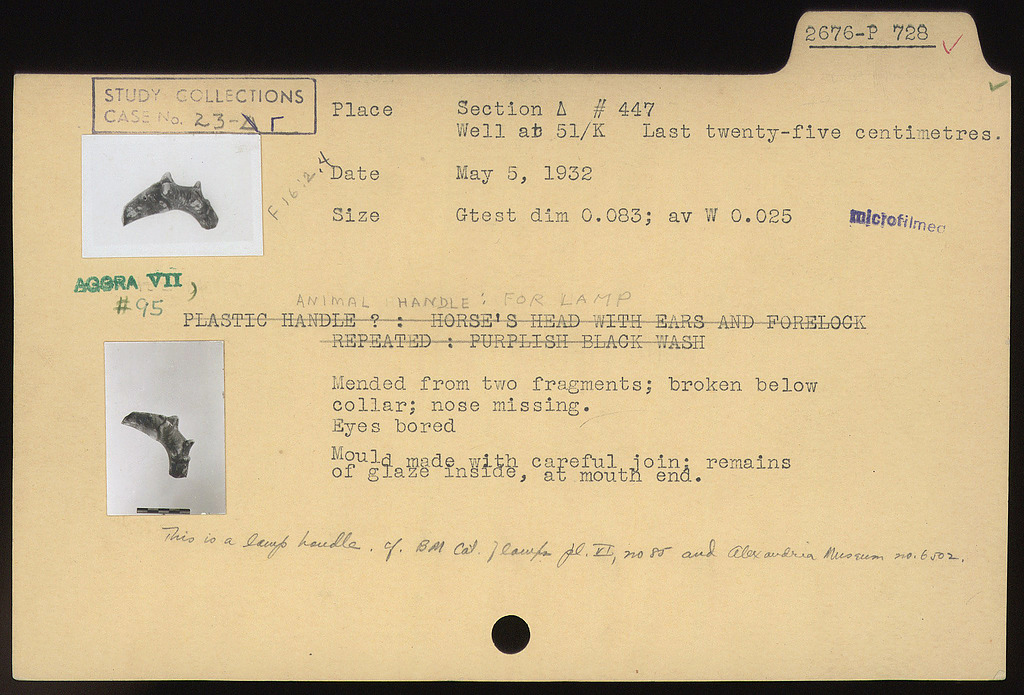 2676-P 728
STUDY COLLECTIONS
CASE No. 23-Δ Γ
Place Section Δ # 447
Well at 51/K Last twenty-five centimetres.
F 16:2.4
Date May 5, 1932
Size Gtest dim 0.083; av W 0.025
microfilmed
AGORA VII,
#95
ANIMAL HANDLE: FOR LAMP
PLASTIC HANDLE ? : HORSE'S HEAD WITH EARS AND FORELOCK
REPEATED : PURPLISH BLACK WASH
Mended from two fragments; broken below
collar; nose missing.
Eyes bored
Mould made with careful join; remains
of glaze inside, at mouth end.
This is a lamp handle. cf. BM Cat. lamps pl. VI, no 85 and Alexandria Museum no. 6502.